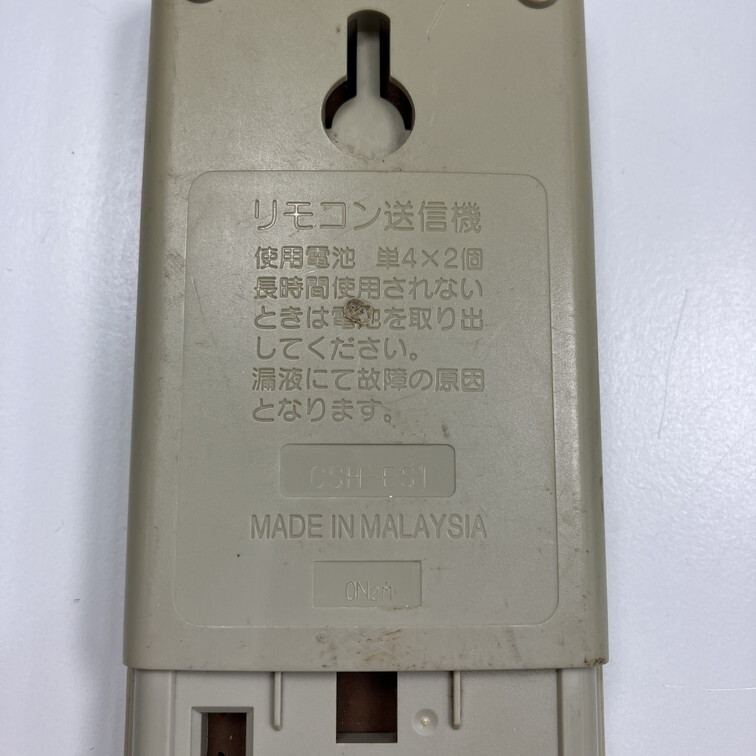 リモコン送信機
使用電池 単4×2個
長時間使用されない
ときは電池を取り出
してください。
漏液にて故障の原因
となります。
CSH-ES1
MADE IN MALAYSIA